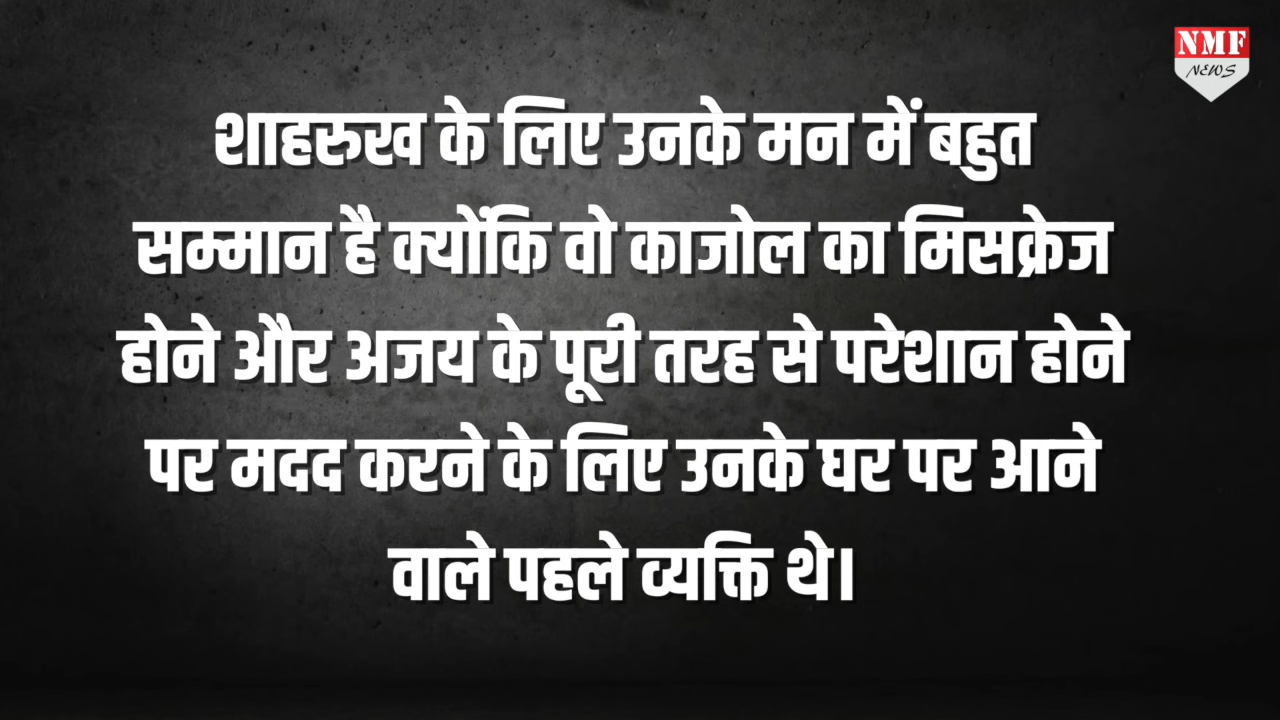 NMF
NEWS
शाहरुख के लिए उनके मन में बहुत
सम्मान है क्योंकि वो काजोल का मिसक्रेज
होने और अजय के पूरी तरह से परेशान होने
पर मदद करने के लिए उनके घर पर आने
वाले पहले व्यक्ति थे।